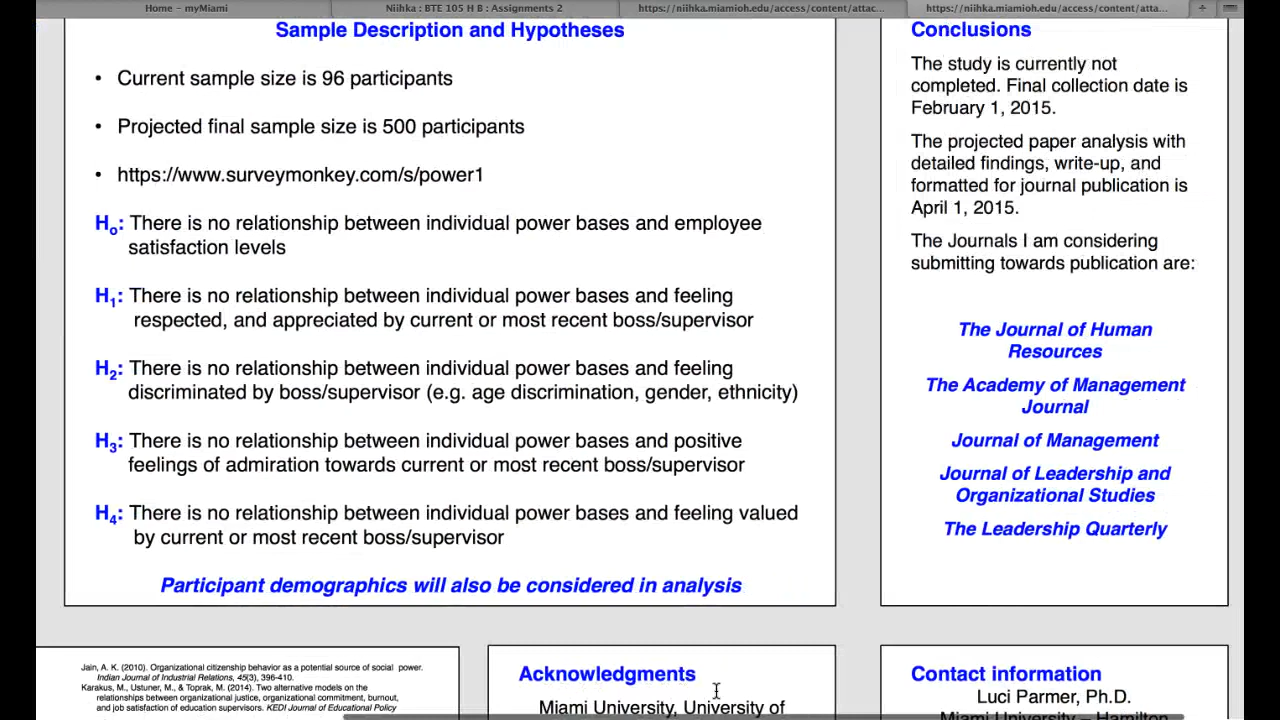 Home – myMiami
Niihka : BTE 105 H B : Assignments 2
https://niihka.miamioh.edu/access/content/attac...
https://niihka.miamioh.edu/access/content/atta...
Sample Description and Hypotheses
• Current sample size is 96 participants
• Projected final sample size is 500 participants
• https://www.surveymonkey.com/s/power1
Ho: There is no relationship between individual power bases and employee
satisfaction levels
H1: There is no relationship between individual power bases and feeling
respected, and appreciated by current or most recent boss/supervisor
H2: There is no relationship between individual power bases and feeling
discriminated by boss/supervisor (e.g. age discrimination, gender, ethnicity)
H3: There is no relationship between individual power bases and positive
feelings of admiration towards current or most recent boss/supervisor
H4: There is no relationship between individual power bases and feeling valued
by current or most recent boss/supervisor
Participant demographics will also be considered in analysis
Conclusions
The study is currently not
completed. Final collection date is
February 1, 2015.
The projected paper analysis with
detailed findings, write-up, and
formatted for journal publication is
April 1, 2015.
The Journals I am considering
submitting towards publication are:
The Journal of Human
Resources
The Academy of Management
Journal
Journal of Management
Journal of Leadership and
Organizational Studies
The Leadership Quarterly
Jain, A. K. (2010). Organizational citizenship behavior as a potential source of social power.
Indian Journal of Industrial Relations, 45(3), 396-410.
Karakus, M., Ustuner, M., & Toprak, M. (2014). Two alternative models on the
relationships between organizational justice, organizational commitment, burnout,
and job satisfaction of education supervisors. KEDI Journal of Educational Policy
Acknowledgments
Miami University, University of
Contact information
Luci Parmer, Ph.D.
Miami University – Hamilton